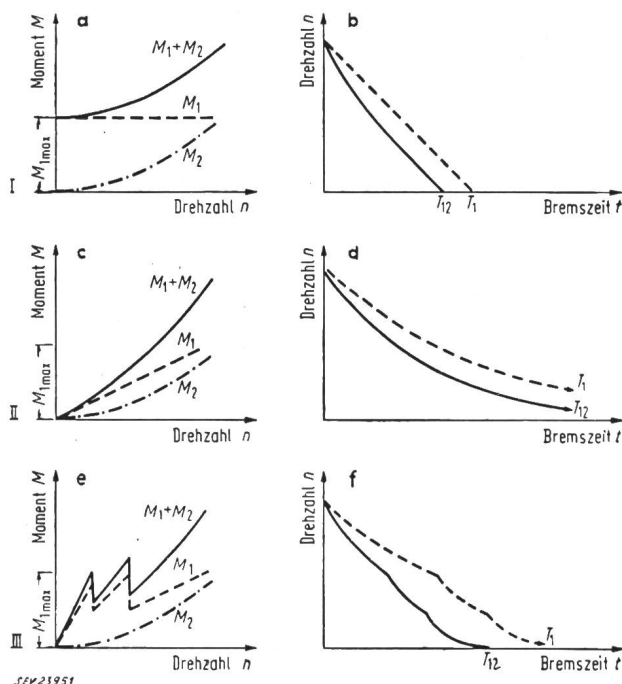 a
Moment M
M₁+M₂
M₁
M₁max
M₂
I
Drehzahl n
b
Drehzahl n
T₁₂
T₁
Bremszeit t
c
Moment M
M₁+M₂
M₁
M₁max
M₂
II
Drehzahl n
d
Drehzahl n
T₁
T₁₂
Bremszeit t
e
Moment M
M₁+M₂
M₁
M₁max
M₂
III
Drehzahl n
f
Drehzahl n
T₁
T₁₂
Bremszeit t
SEV23951